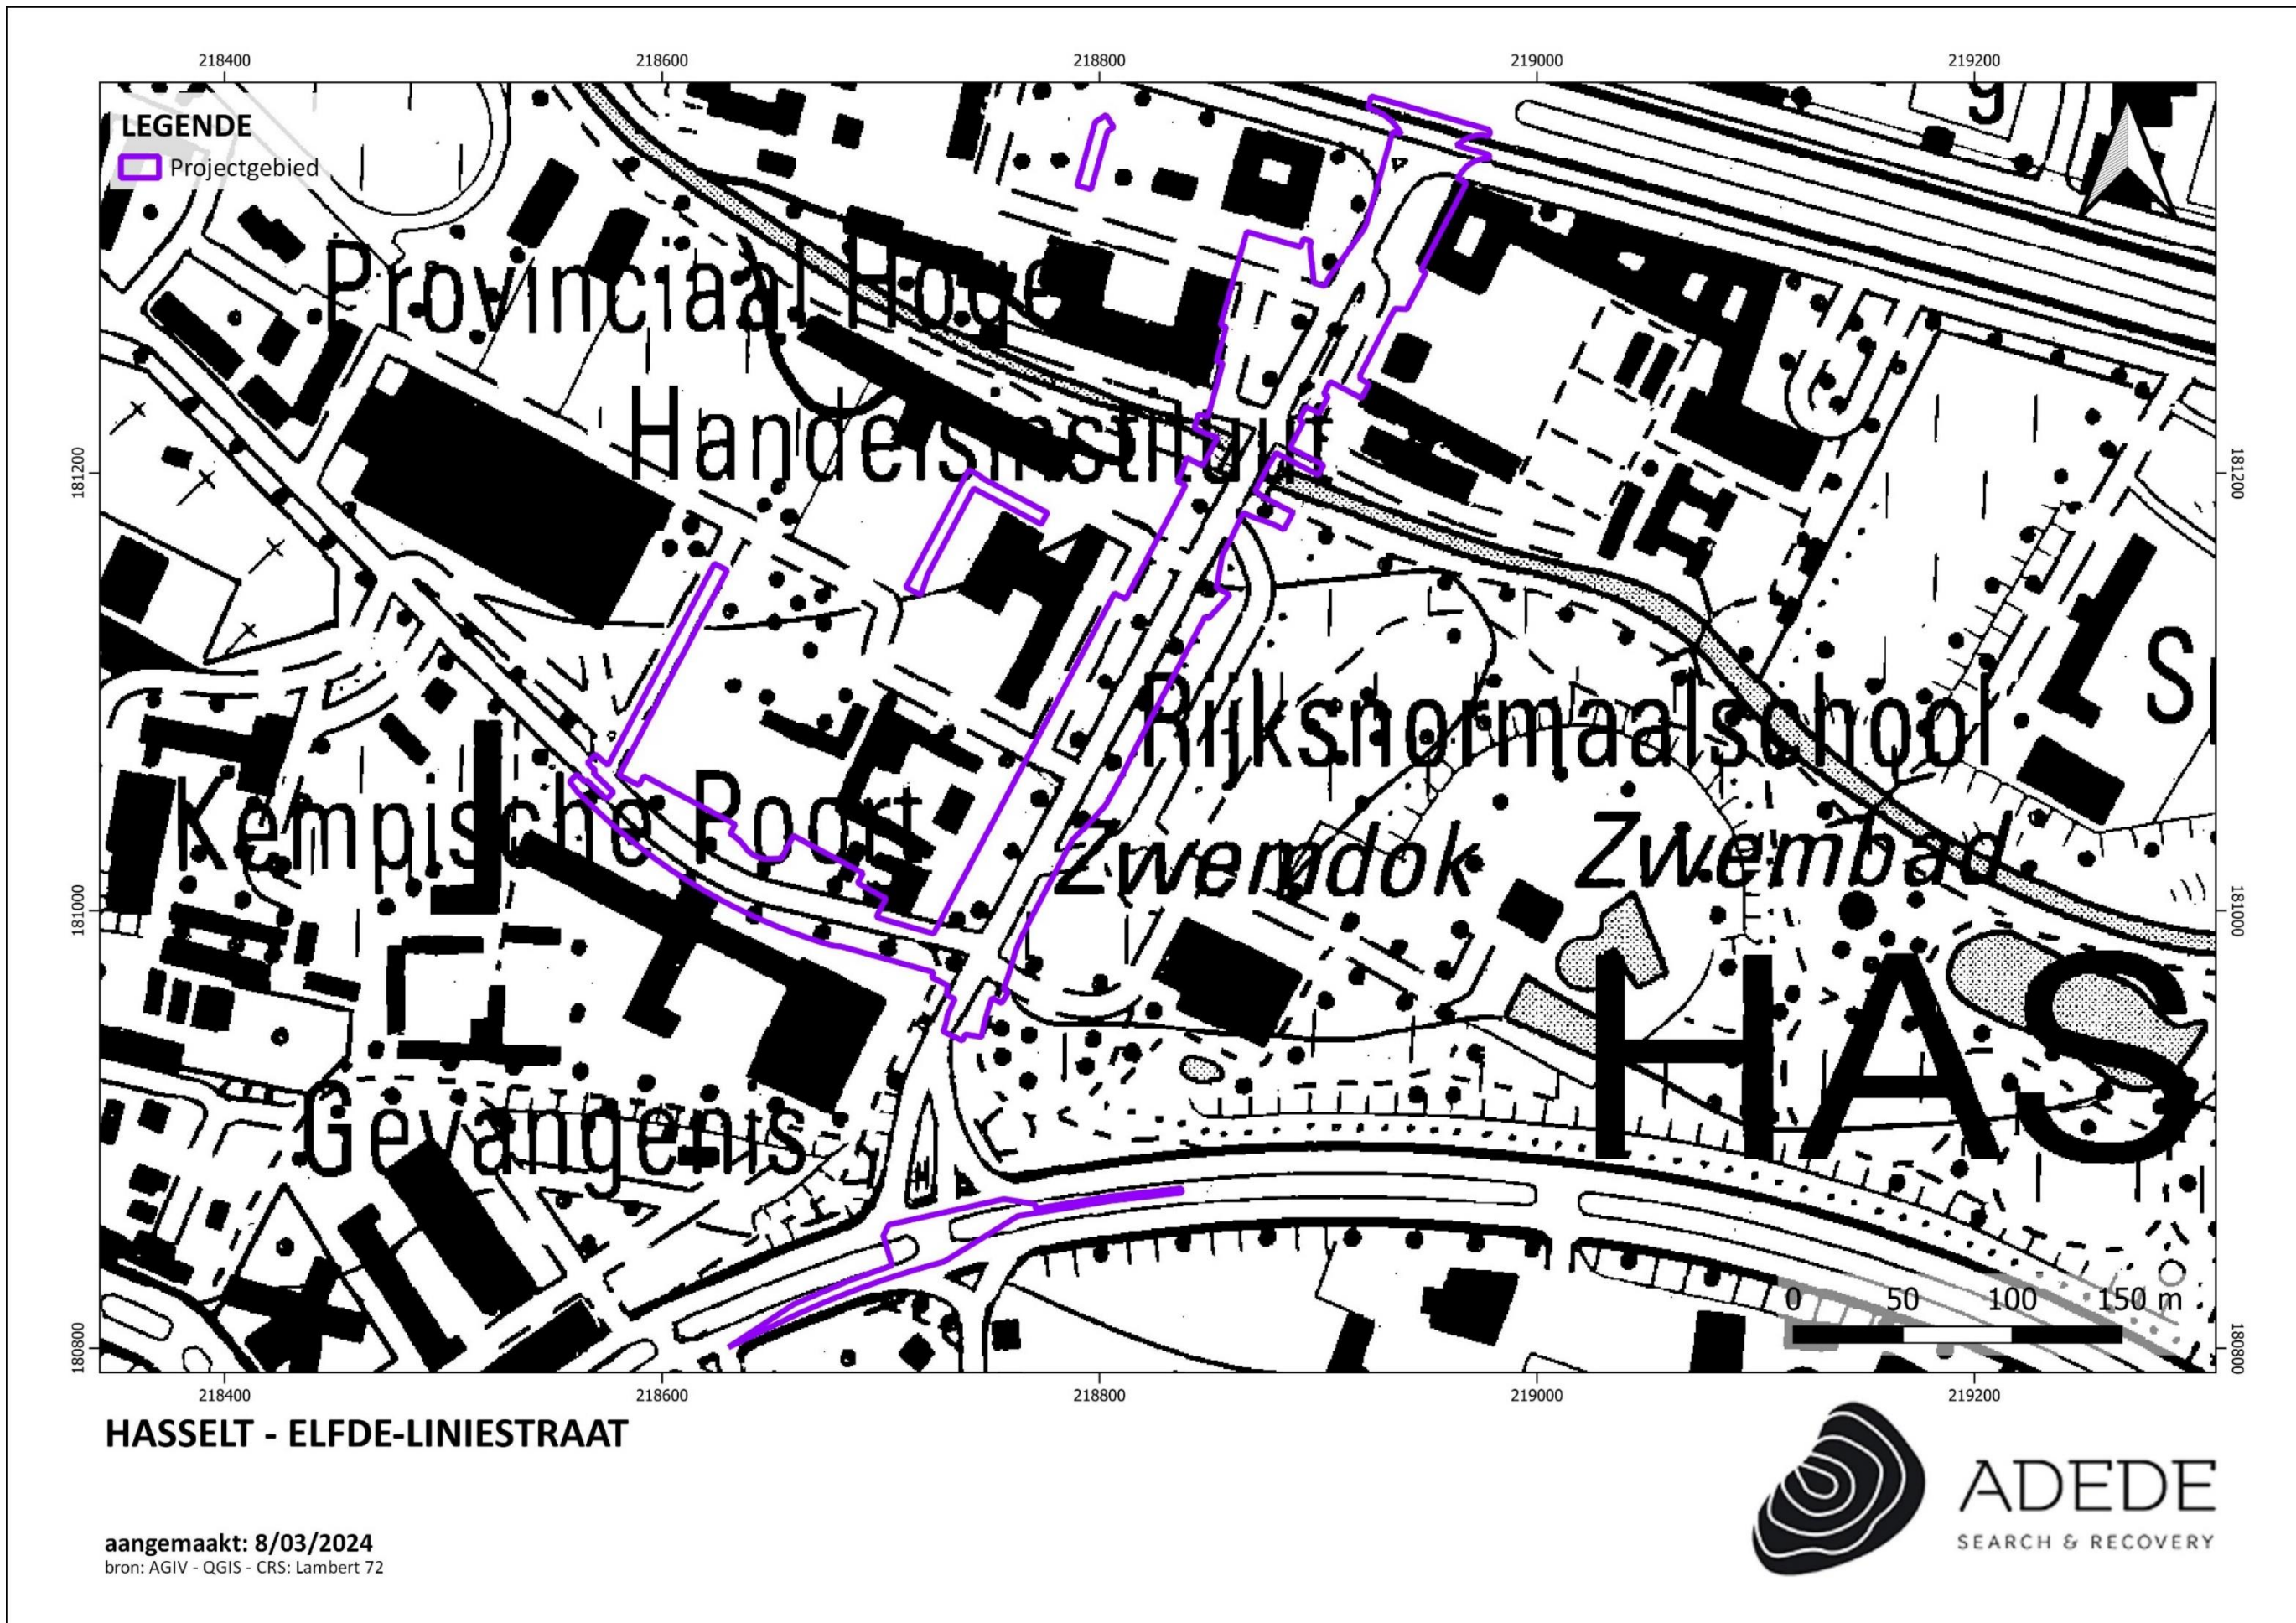 218400 218600 218800 219000 219200
LEGENDE
Projectgebied
g
Provinciaal Hoge
Handelsinstituut
181200 181200
Rijksnormaalschool
S
Kempische Poort
Zwemdok Zwembad
181000 181000
HAS
Gevangenis
0 50 100 150 m
180800 180800
218400 218600 218800 219000 219200
HASSELT - ELFDE-LINIESTRAAT
ADEDE
SEARCH & RECOVERY
aangemaakt: 8/03/2024
bron: AGIV - QGIS - CRS: Lambert 72